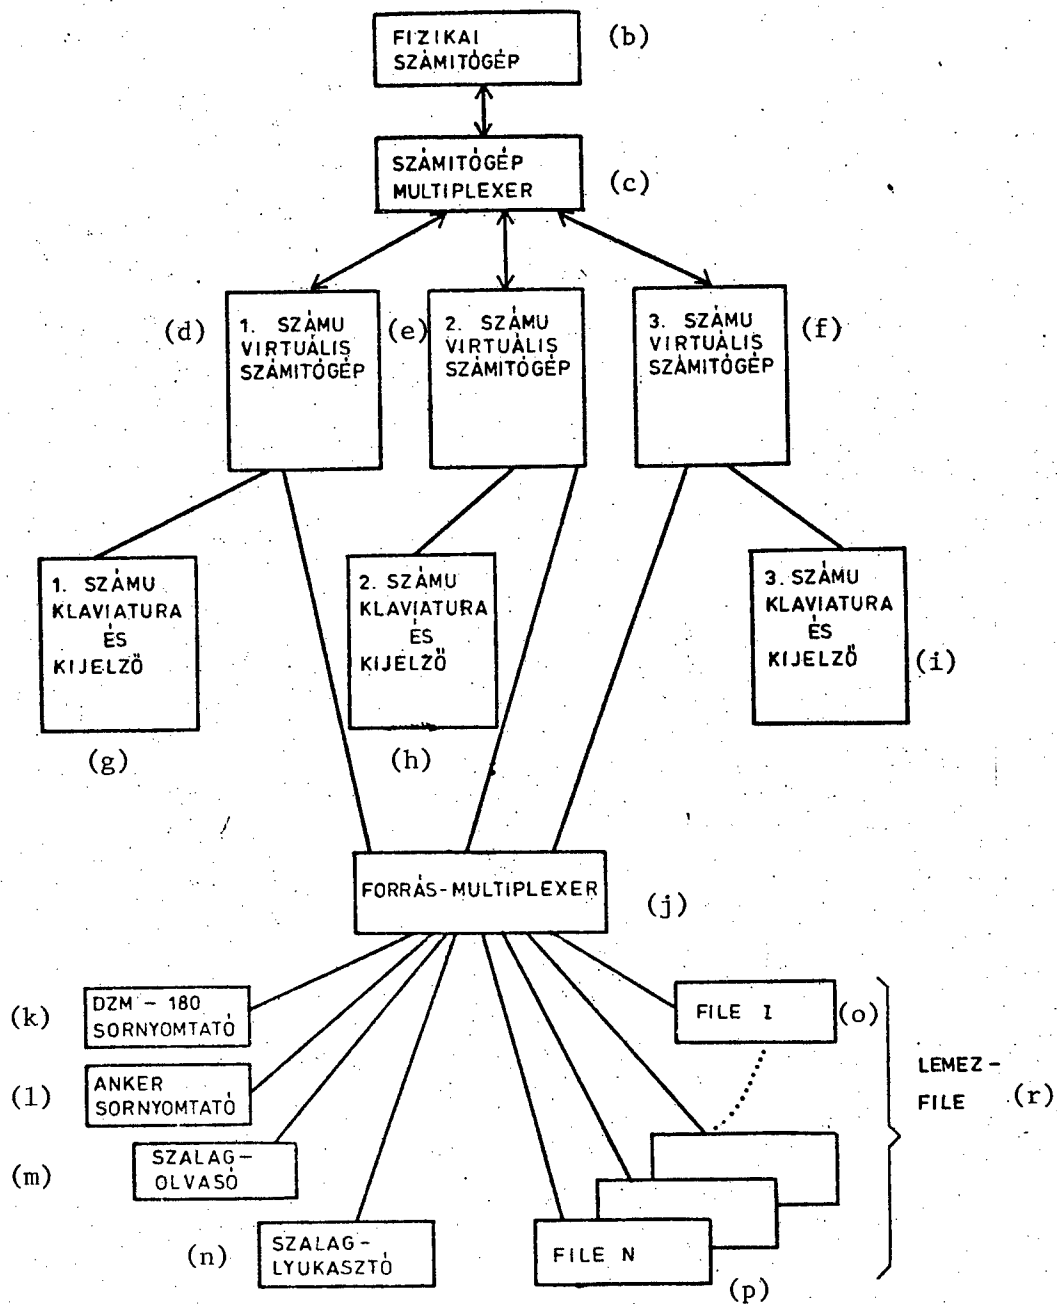 FIZIKAI
SZÁMITÓGÉP
(b)
SZÁMITÓGÉP
MULTIPLEXER
(c)
(d)
1. SZÁMU
VIRTUÁLIS
SZÁMITÓGÉP
(e)
2. SZÁMU
VIRTUÁLIS
SZÁMITÓGÉP
3. SZÁMU
VIRTUÁLIS
SZÁMITÓGÉP
(f)
1. SZÁMU
KLAVIATURA
ÉS
KIJELZŐ
(g)
2. SZÁMU
KLAVIATURA
ÉS
KIJELZŐ
(h)
3. SZÁMU
KLAVIATURA
ÉS
KIJELZŐ
(i)
FORRÁS-MULTIPLEXER
(j)
(k)
DZM - 180
SORNYOMTATÓ
(l)
ANKER
SORNYOMTATÓ
(m)
SZALAG-
OLVASÓ
(n)
SZALAG-
LYUKASZTÓ
FILE 1
(o)
FILE N
(p)
LEMEZ-
FILE
(r)